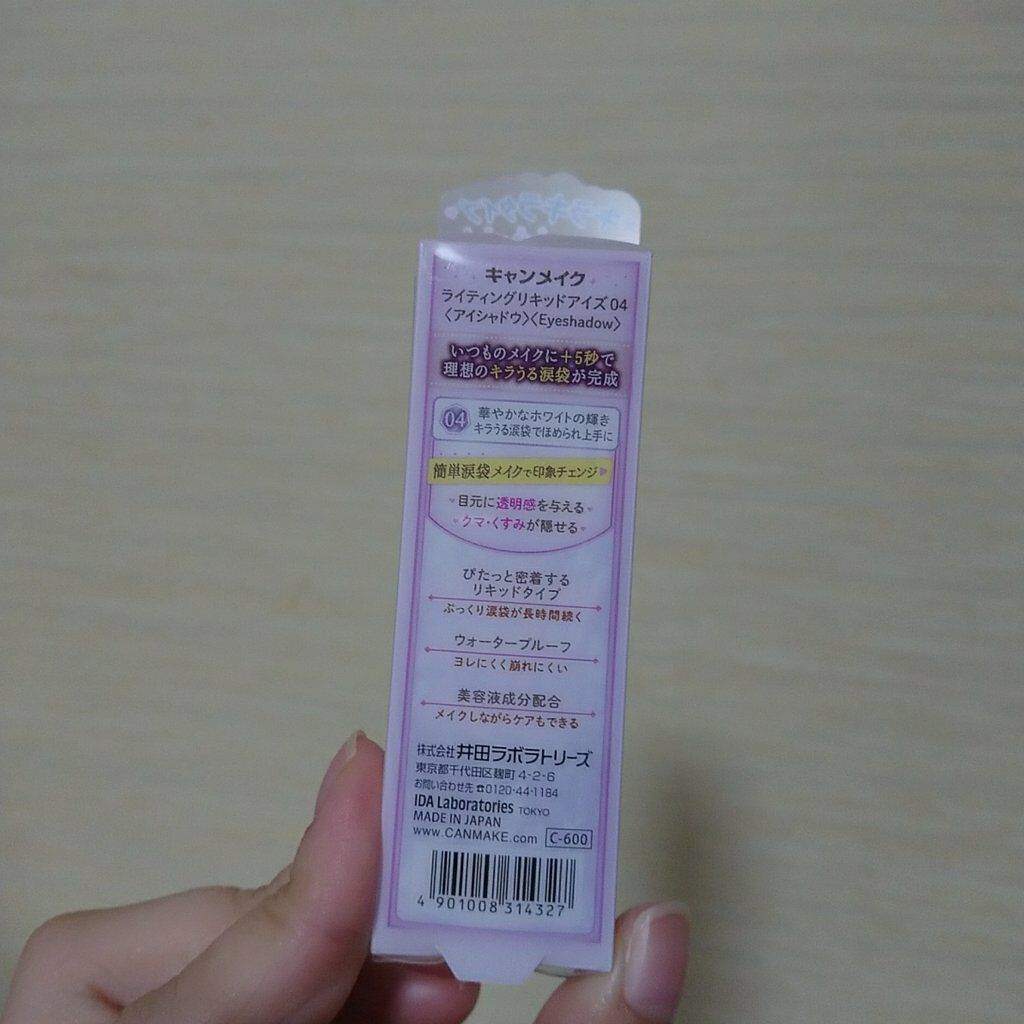 キラキラタイプ
キャンメイク
ライティングリキッドアイズ 04
〈アイシャドウ〉〈Eyeshadow〉
いつものメイクに+5秒で
理想のキラうる涙袋が完成
04 華やかなホワイトの輝き
キラうる涙袋でほめられ上手に
簡単涙袋メイクで印象チェンジ
目元に透明感を与える
クマ・くすみが隠せる
ぴたっと密着する
リキッドタイプ
ぷっくり涙袋が長時間続く
ウォータープルーフ
ヨレにくく崩れにくい
美容液成分配合
メイクしながらケアもできる
株式会社 井田ラボラトリーズ
東京都千代田区麹町 4-2-6
お問い合わせ先 ☎0120-44-1184
IDA Laboratories TOKYO
MADE IN JAPAN
www.CANMAKE.com C-600
4 901008 314327